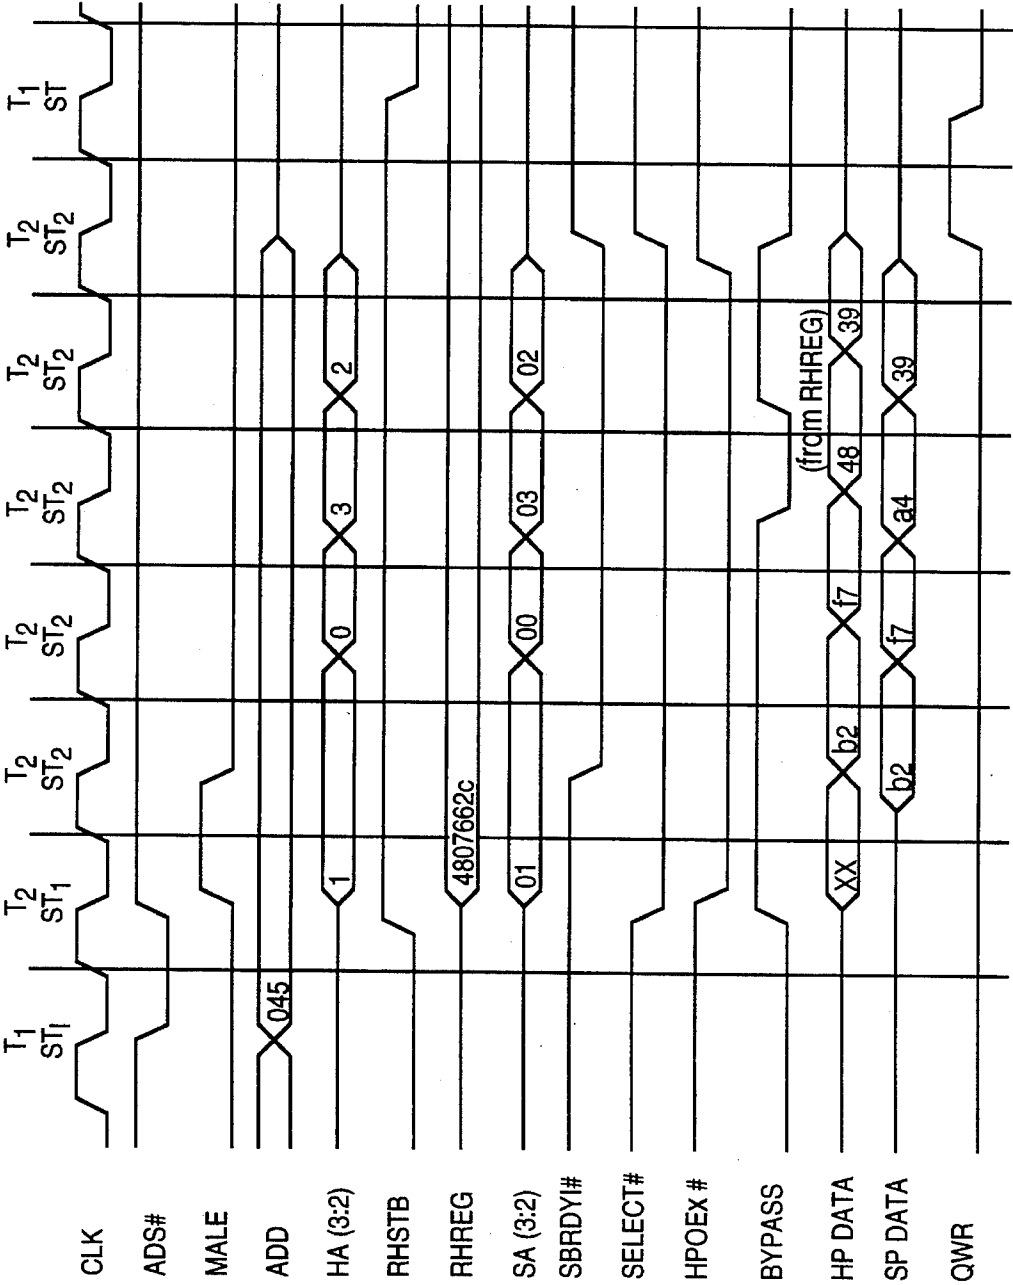 T1 T2 T2 T2 T2 T2 T2 T1
STI ST1 ST2 ST2 ST2 ST2 ST2 ST
CLK
ADS#
MALE
ADD 045
HA (3:2) 1 0 3 2
RHSTB
RHREG 4807662c
SA (3:2) 01 00 03 02
SBRDYI#
SELECT#
HPOEX #
BYPASS
(from RHREG)
HP DATA XX b2 f7 48 39
SP DATA b2 f7 a4 39
QWR